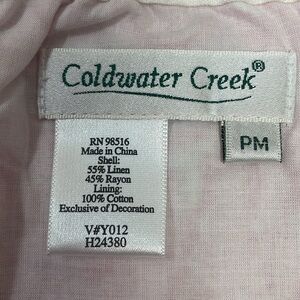 Coldwater Creek®
PM
RN 98516
Made in China
Shell:
55% Linen
45% Rayon
Lining:
100% Cotton
Exclusive of Decoration
V#Y012
H24380